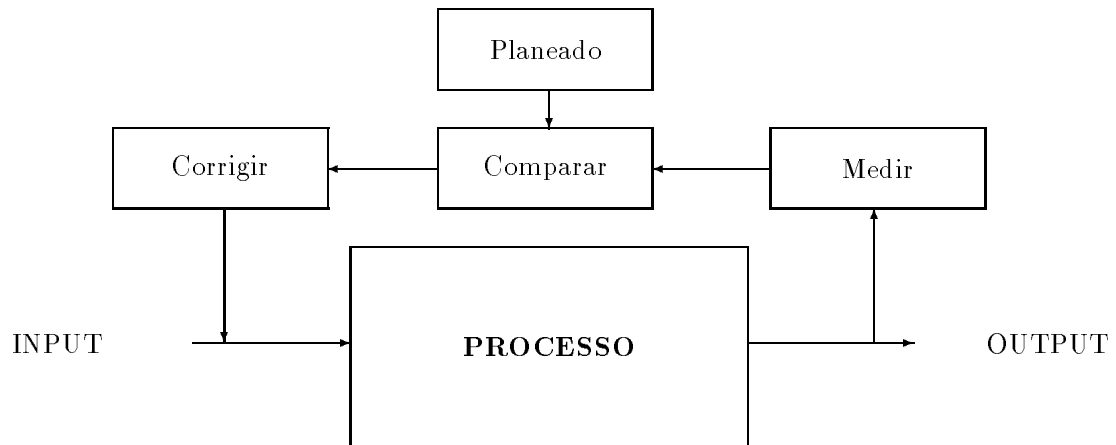 Planeado
Corrigir
Comparar
Medir
INPUT
PROCESSO
OUTPUT